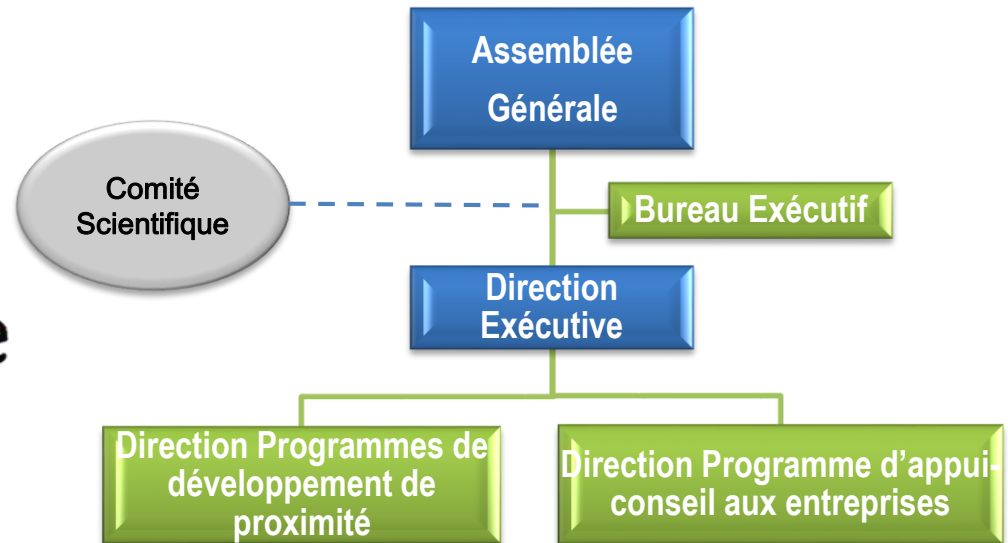 Assemblée
Générale
Comité
Scientifique
Bureau Exécutif
Direction
Exécutive
e
Direction Programmes de
développement de
proximité
Direction Programme d’appui-
conseil aux entreprises